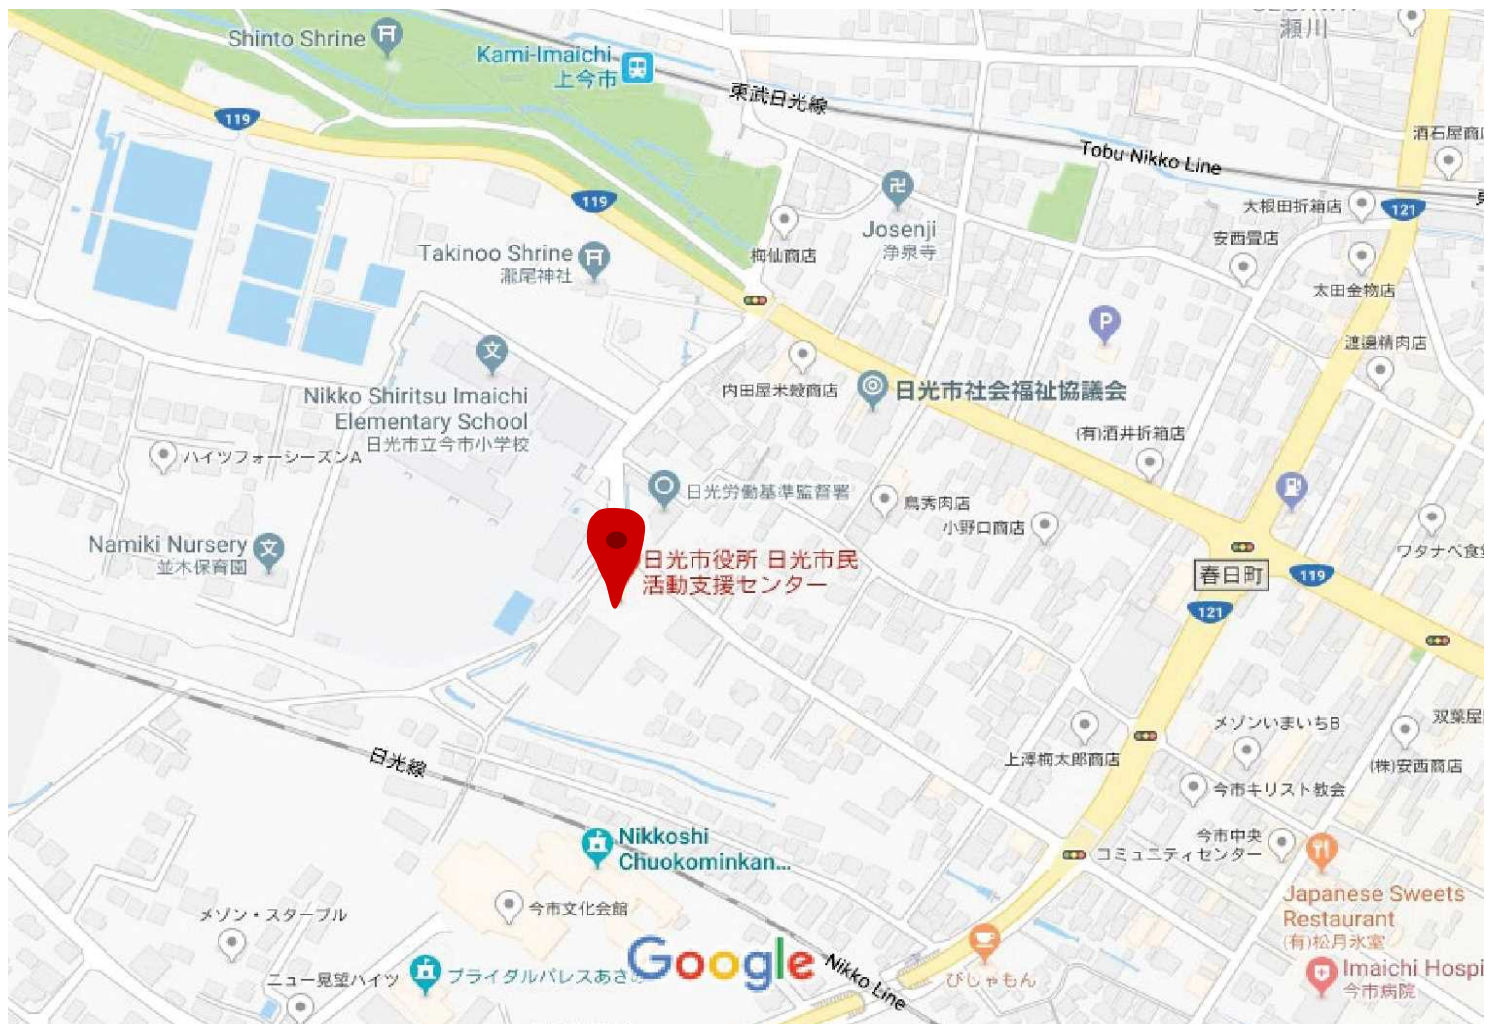 瀬川
Shinto Shrine
Kami-Imaichi
上今市
東武日光線
119
酒石屋商
Tobu Nikko Line
119
大根田折箱店
121
Josenji
浄泉寺
安西畳店
Takinoo Shrine
瀧尾神社
梅仙商店
太田金物店
P
渡邊精肉店
文
内田屋米穀商店
日光市社会福祉協議会
Nikko Shiritsu Imaichi
Elementary School
日光市立今市小学校
(有)酒井折箱店
ハイツフォーシーズンA
日光労働基準監督署
鳥秀肉店
小野口商店
Namiki Nursery
並木保育園
文
ワタナベ食
日光市役所 日光市民
活動支援センター
春日町
119
121
メゾンいまいちB
双葉屋
日光線
上澤梅太郎商店
(株)安西商店
今市キリスト教会
Nikkoshi
Chuokominkan...
今市中央
コミュニティセンター
Japanese Sweets
Restaurant
(有)松月氷室
メゾン・スターブル
今市文化会館
Google
Nikko Line
ニュー見望ハイツ
ブライダルパレスあさ
びしゃもん
Imaichi Hospi
今市病院